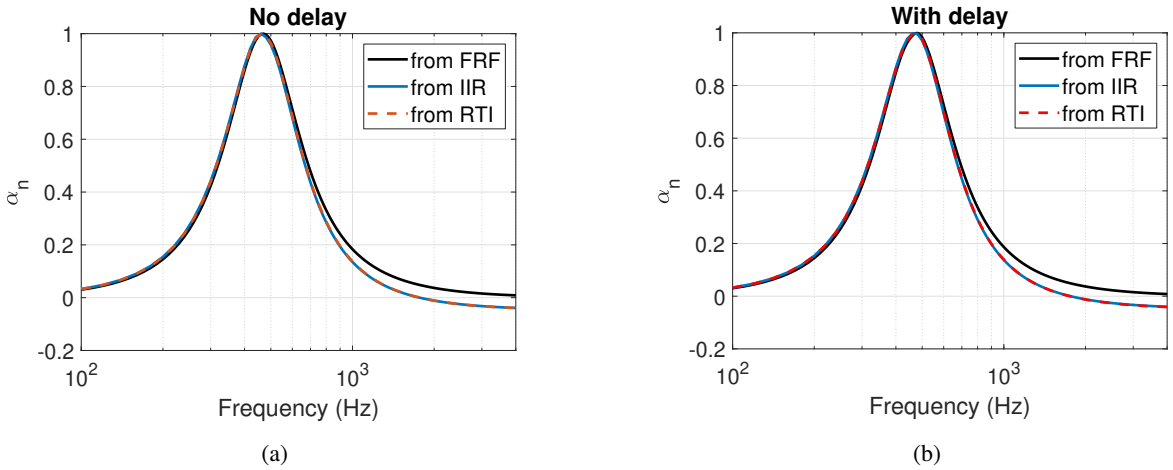 No delay
1
0.8
0.6
0.4
0.2
0
-0.2
α_n
from FRF
from IIR
from RTI
10^2
10^3
Frequency (Hz)
(a)
With delay
1
0.8
0.6
0.4
0.2
0
-0.2
α_n
from FRF
from IIR
from RTI
10^2
10^3
Frequency (Hz)
(b)